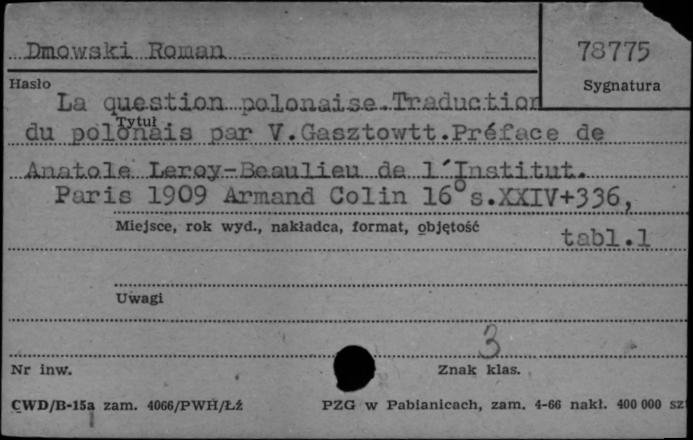 Dmowski Roman
78775
Hasło
Sygnatura
La question polonaise.Traduction
Tytuł
du polonais par V.Gasztowtt.Préface de
Anatole Leroy-Beaulieu de l'Institut.
Paris 1909 Armand Colin 16° s.XXIV+336,
Miejsce, rok wyd., nakładca, format, objętość
tabl.1
Uwagi
3
Nr inw.
Znak klas.
CWD/B-15a zam. 4066/PWH/Łź
PZG w Pabianicach, zam. 4-66 nakł. 400 000 sz